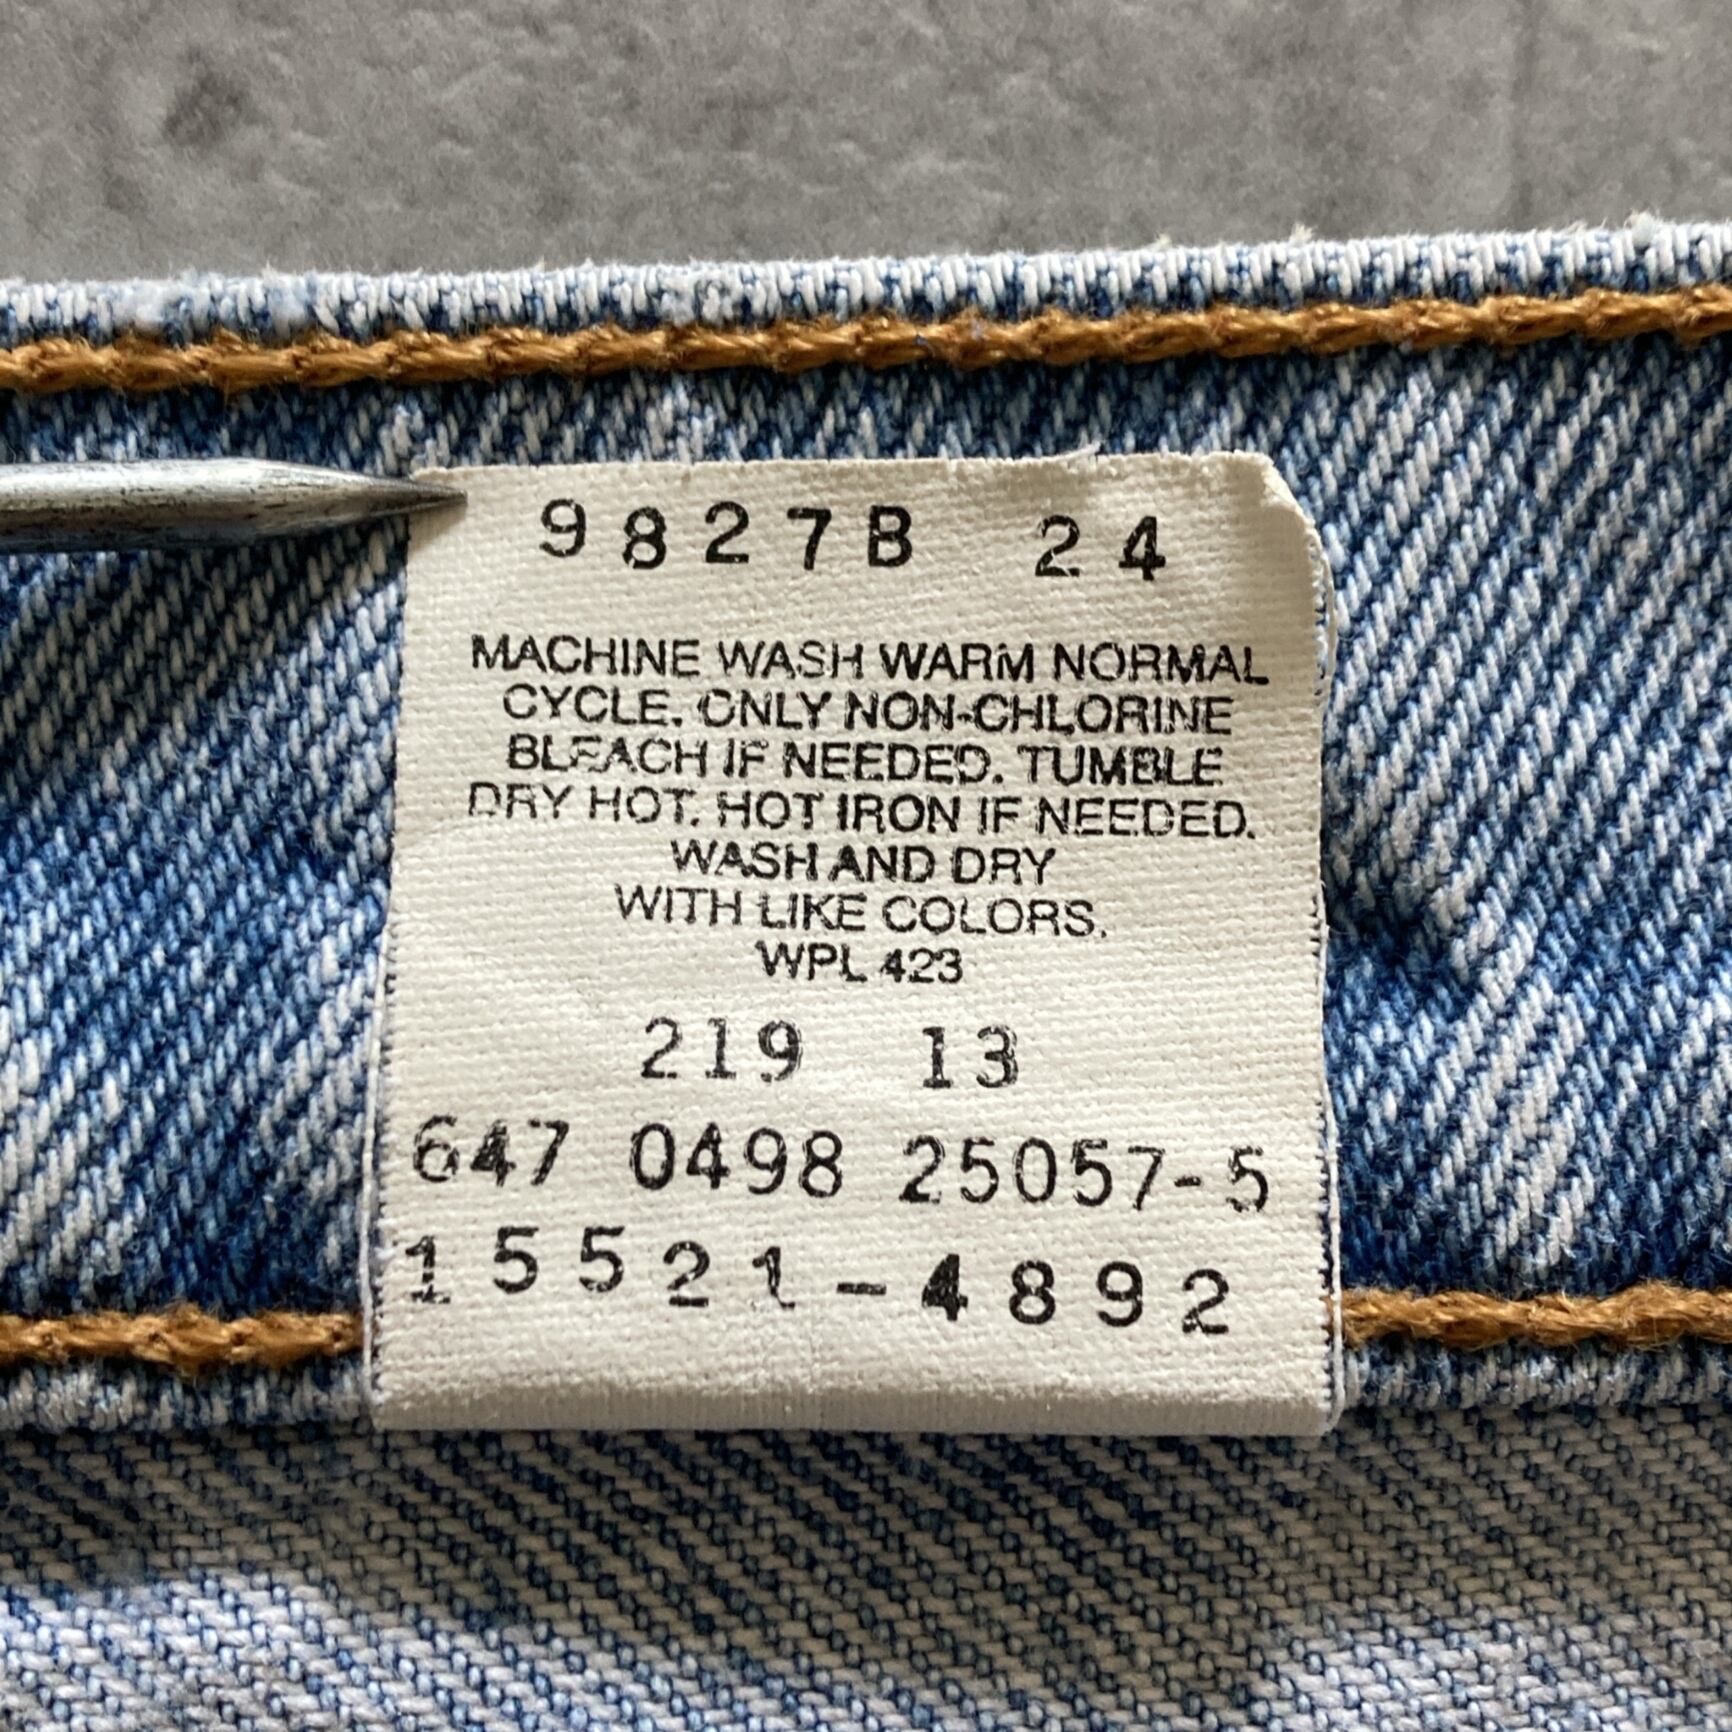 9827B 24
MACHINE WASH WARM NORMAL
CYCLE. ONLY NON-CHLORINE
BLEACH IF NEEDED. TUMBLE
DRY HOT. HOT IRON IF NEEDED.
WASH AND DRY
WITH LIKE COLORS.
WPL 423
219 13
647 0498 25057-5
15521-4892